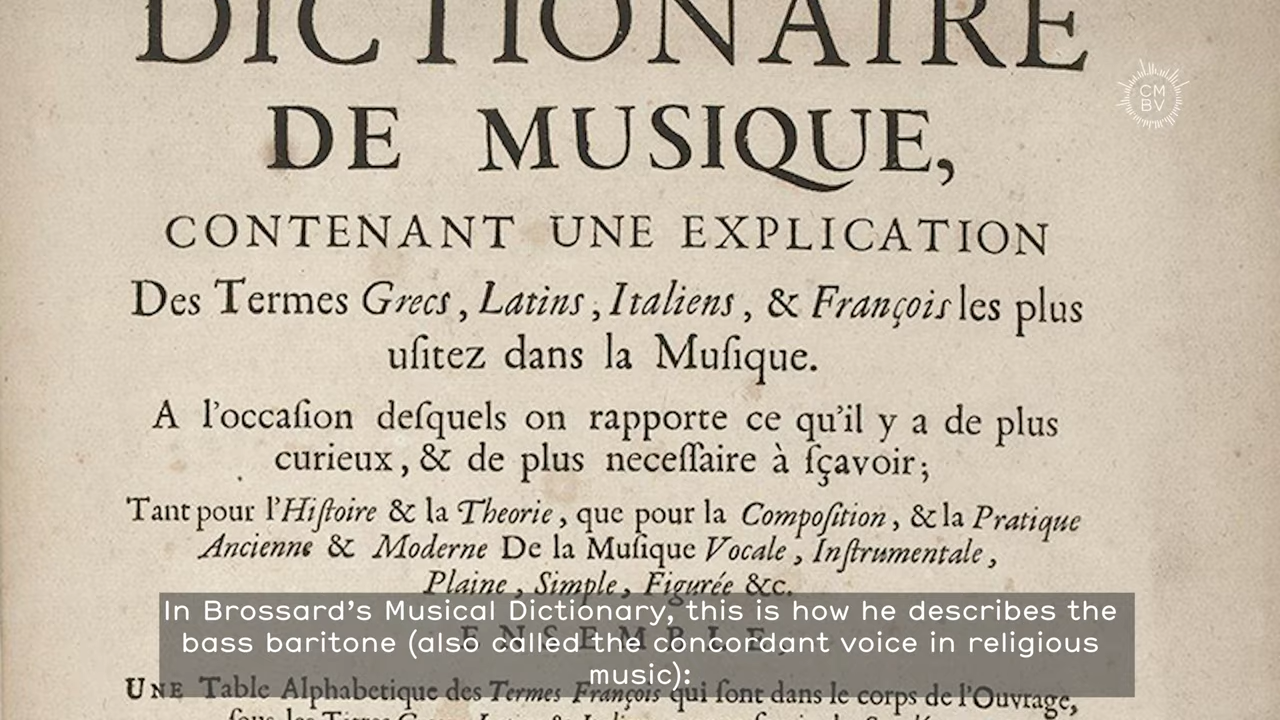 DICTIONAIRE
DE MUSIQUE,
CM
BV
CONTENANT UNE EXPLICATION
Des Termes Grecs, Latins, Italiens, & François les plus
uſitez dans la Muſique.
A l'occaſion deſquels on rapporte ce qu'il y a de plus
curieux, & de plus neceſſaire à ſçavoir;
Tant pour l'Hiſtoire & la Theorie, que pour la Compoſition, & la Pratique
Ancienne & Moderne De la Muſique Vocale, Inſtrumentale,
Plaine, Simple, Figurée &c.
In Brossard's Musical Dictionary, this is how he describes the
ENSEMBLE,
bass baritone (also called the concordant voice in religious
music):
UNE Table Alphabetique des Termes François qui ſont dans le corps de l'Ouvrage,